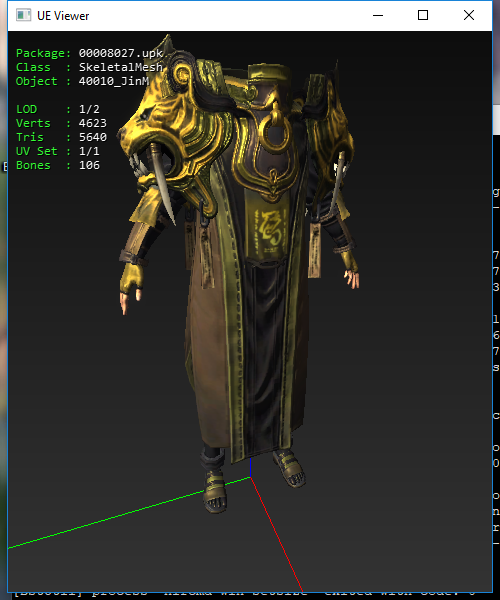 UE Viewer
Package: 00008027.upk
Class : SkeletalMesh
Object : 40010_JinM
LOD : 1/2
Verts : 4623
Tris : 5640
UV Set : 1/1
Bones : 106